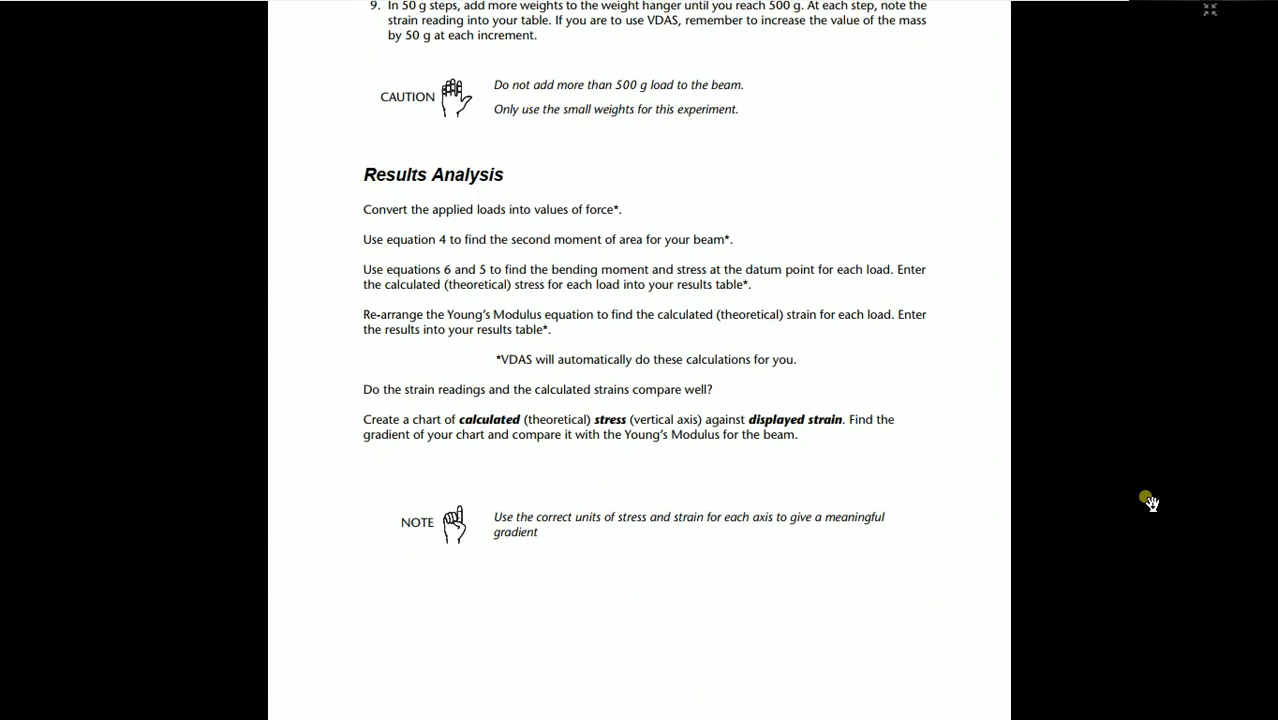 9. In 50 g steps, add more weights to the weight hanger until you reach 500 g. At each step, note the
strain reading into your table. If you are to use VDAS, remember to increase the value of the mass
by 50 g at each increment.
CAUTION
Do not add more than 500 g load to the beam.
Only use the small weights for this experiment.
Results Analysis
Convert the applied loads into values of force*.
Use equation 4 to find the second moment of area for your beam*.
Use equations 6 and 5 to find the bending moment and stress at the datum point for each load. Enter
the calculated (theoretical) stress for each load into your results table*.
Re-arrange the Young's Modulus equation to find the calculated (theoretical) strain for each load. Enter
the results into your results table*.
*VDAS will automatically do these calculations for you.
Do the strain readings and the calculated strains compare well?
Create a chart of calculated (theoretical) stress (vertical axis) against displayed strain. Find the
gradient of your chart and compare it with the Young's Modulus for the beam.
NOTE
Use the correct units of stress and strain for each axis to give a meaningful
gradient